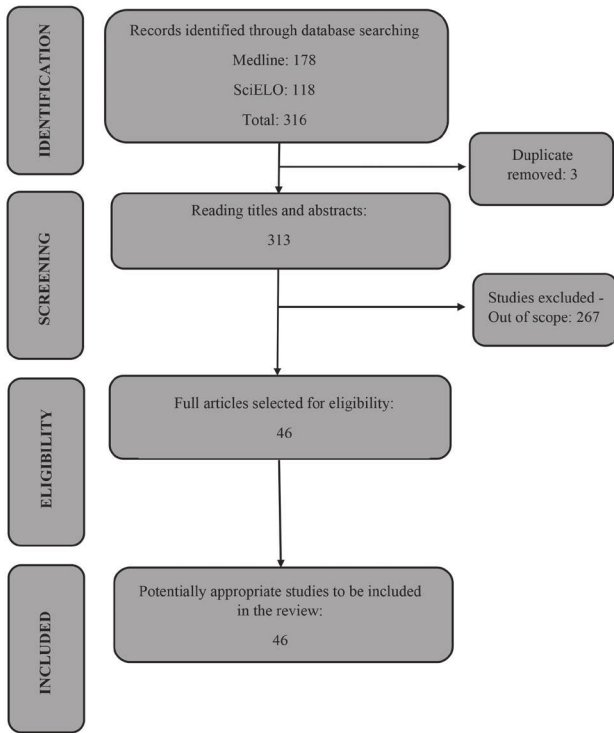 IDENTIFICATION
Records identified through database searching
Medline: 178
SciELO: 118
Total: 316
Duplicate
removed: 3
SCREENING
Reading titles and abstracts:
313
Studies excluded -
Out of scope: 267
ELIGIBILITY
Full articles selected for eligibility:
46
INCLUDED
Potentially appropriate studies to be included
in the review:
46